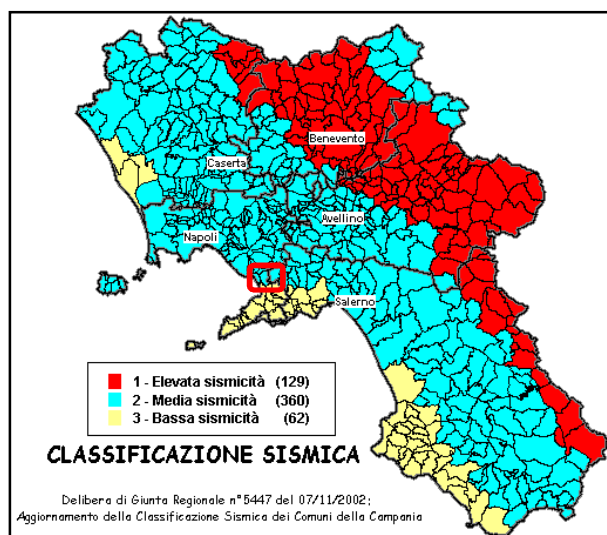 Benevento
Caserta
Avellino
Napoli
Salerno
1 - Elevata sismicità (129)
2 - Media sismicità (360)
3 - Bassa sismicità (62)
CLASSIFICAZIONE SISMICA
Delibera di Giunta Regionale n°5447 del 07/11/2002;
Aggiornamento della Classificazione Sismica dei Comuni della Campania